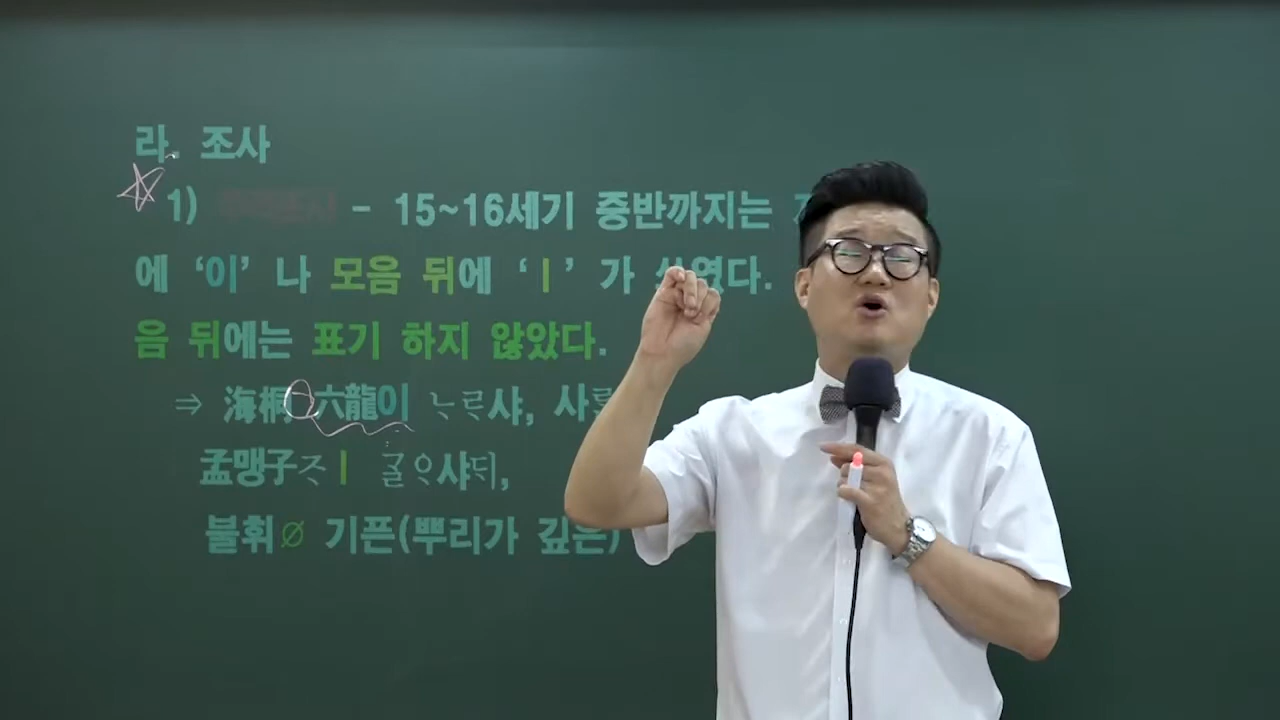 라. 조사
1) - 15~16세기 중반까지는
에 ‘이’ 나 모음 뒤에 ‘ㅣ’ 가 쓰였다.
음 뒤에는 표기 하지 않았다.
⇒ 海 六龍이 ᄂᆞᄅᆞ샤,
孟맹子ᄌᆞㅣ ᄀᆞᆯᄋᆞ샤ᄃᆡ,
불휘∅ 기픈(뿌리가 깊은)